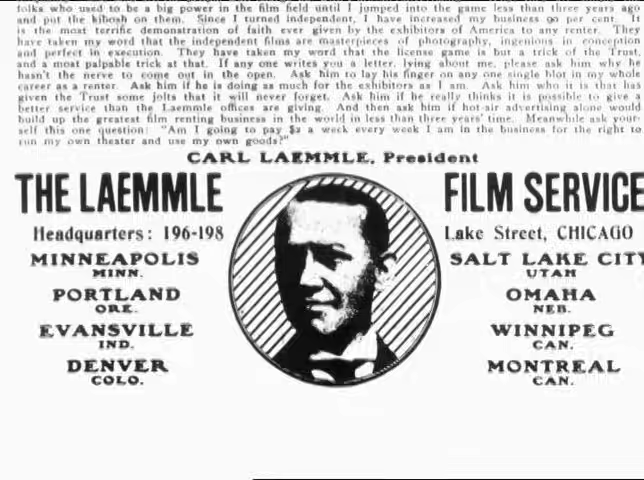 folks who used to be a big power in the film field until I jumped into the game less than three years ago
and put the kibosh on them. Since I turned independent, I have increased my business 90 per cent. It
is the most terrific demonstration of faith ever given by the exhibitors of America to any renter. They
have taken my word that the independent films are masterpieces of photography, ingenious in conception
and perfect in execution. They have taken my word that the license game is but a trick of the Trust,
and a most palpable trick at that. If any one writes you a letter, lying about me, please ask him why he
hasn't the nerve to come out in the open. Ask him to lay his finger on any one single blot in my whole
career as a renter. Ask him if he is doing as much for the exhibitors as I am. Ask him who it is that has
given the Trust some jolts that it will never forget. Ask him if he really thinks it is possible to give a
better service than the Laemmle offices are giving. And then ask him if hot-air advertising alone would
build up the greatest film renting business in the world in less than three years' time. Meanwhile ask your-
self this one question: "Am I going to pay $2 a week every week I am in the business for the right to
run my own theater and use my own goods?"
CARL LAEMMLE, President
THE LAEMMLE FILM SERVICE
Headquarters: 196-198 Lake Street, CHICAGO
MINNEAPOLIS
MINN.
PORTLAND
ORE.
EVANSVILLE
IND.
DENVER
COLO.
SALT LAKE CITY
UTAH
OMAHA
NEB.
WINNIPEG
CAN.
MONTREAL
CAN.